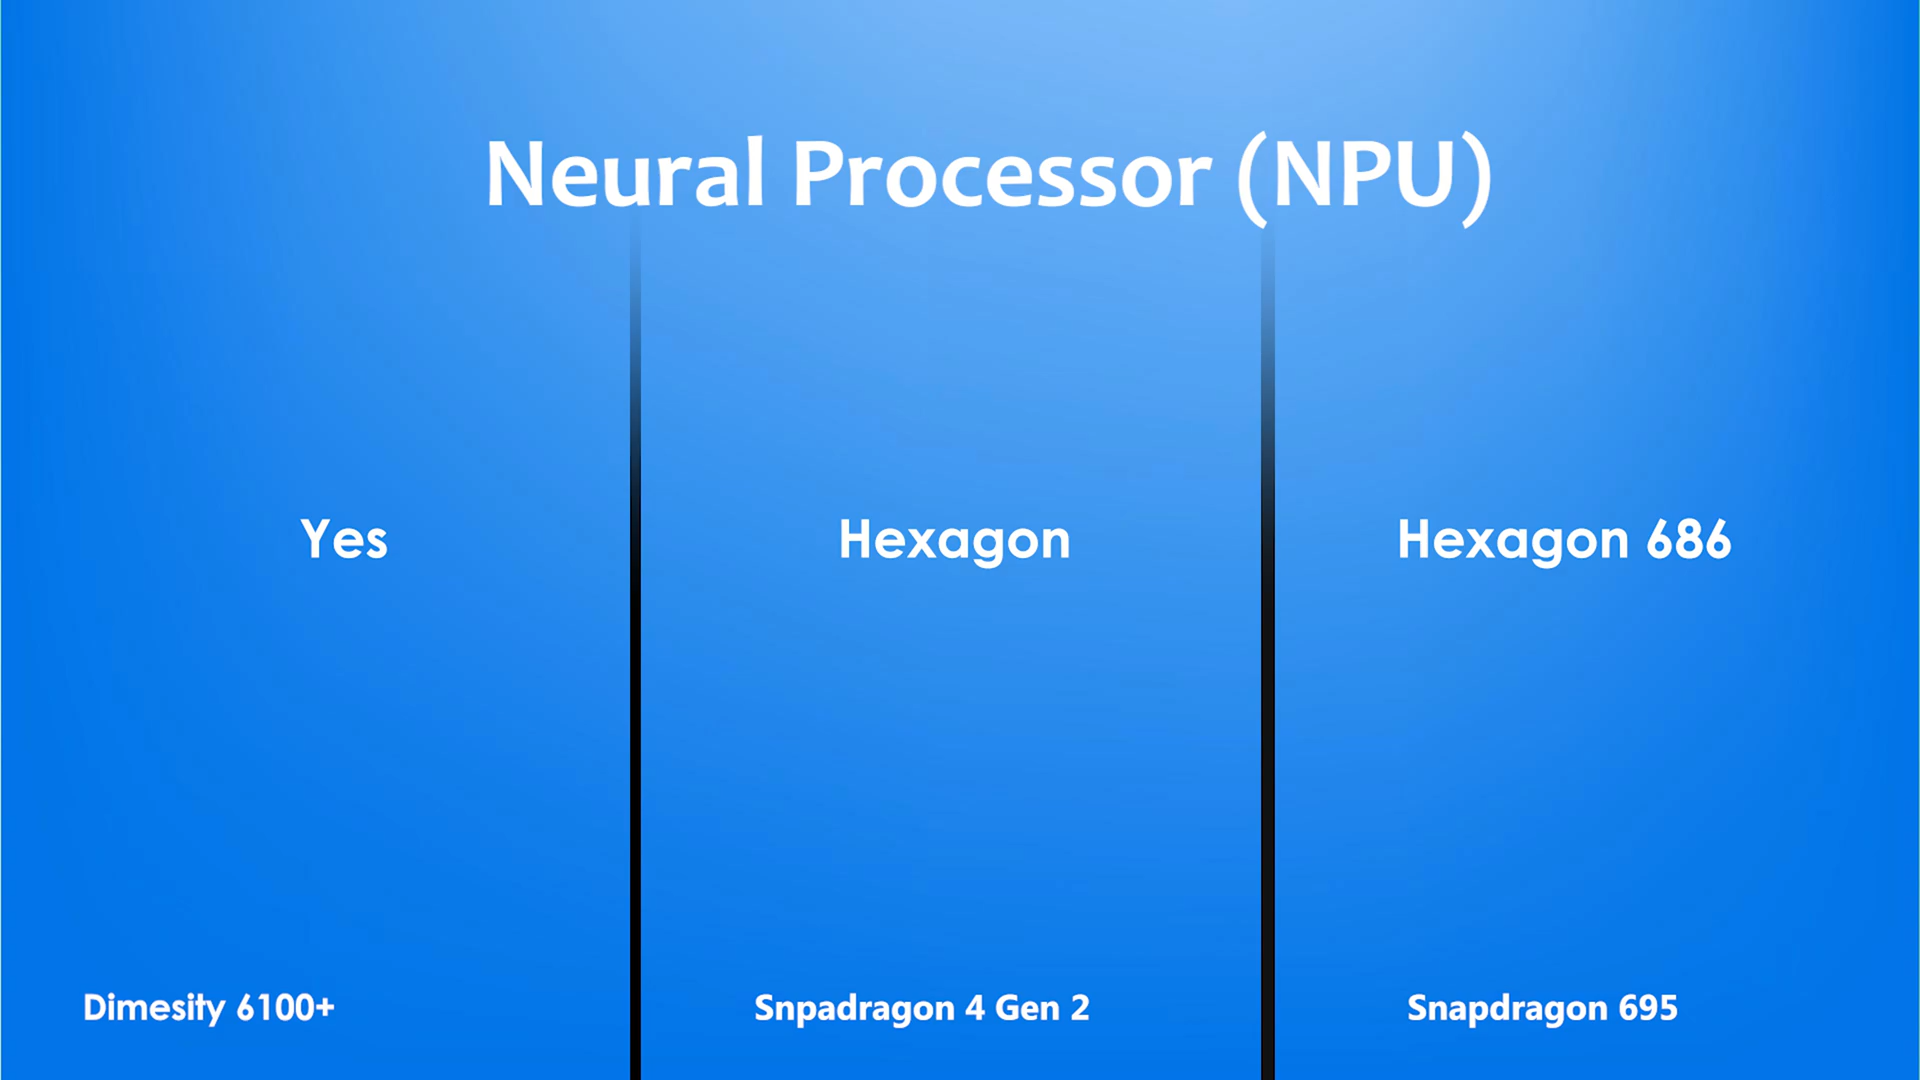 Neural Processor (NPU)
Yes
Hexagon
Hexagon 686
Dimesity 6100+
Snpadragon 4 Gen 2
Snapdragon 695